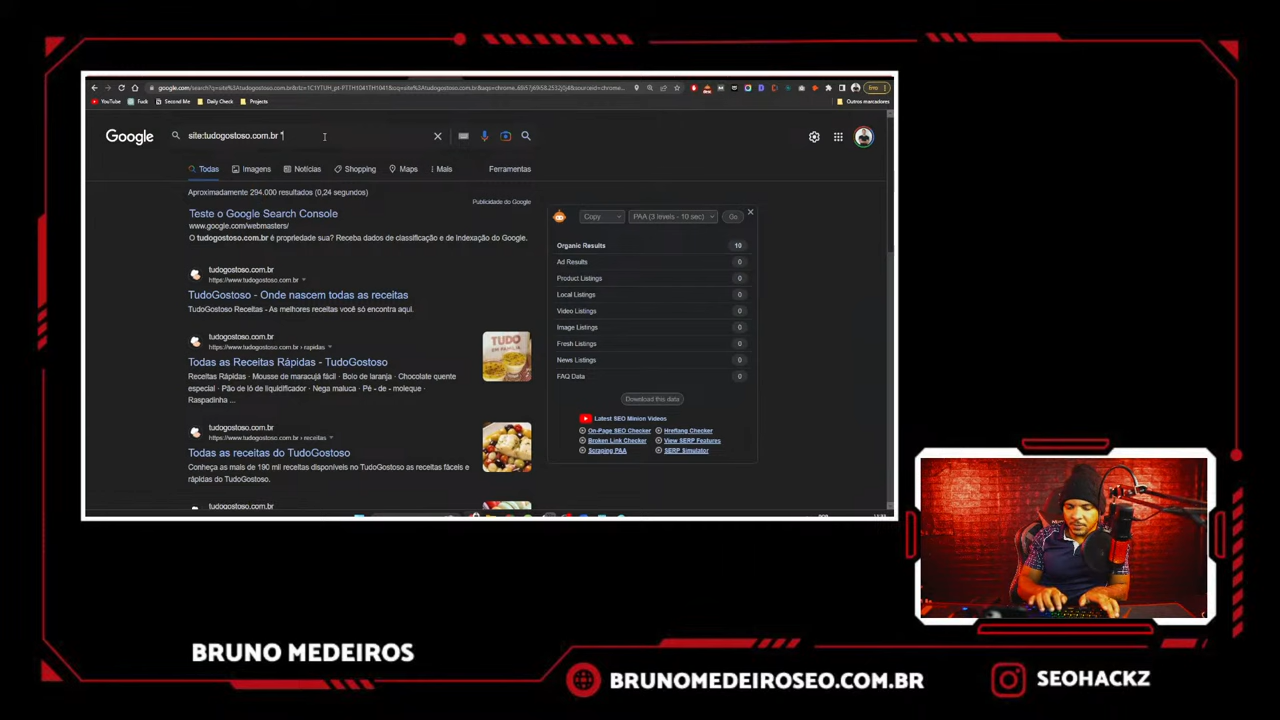 YouTube
Fuck
Second Me
Daily Check
Projects
Outros marcadores
Google
site:tudogostoso.com.br "
Todas
Imagens
Notícias
Shopping
Maps
Mais
Ferramentas
Aproximadamente 294.000 resultados (0,24 segundos)
Publicidade do Google
Teste o Google Search Console
www.google.com/webmasters/
O tudogostoso.com.br é propriedade sua? Receba dados de classificação e de indexação do Google.
tudogostoso.com.br
https://www.tudogostoso.com.br
TudoGostoso - Onde nascem todas as receitas
TudoGostoso Receitas - As melhores receitas você só encontra aqui.
tudogostoso.com.br
https://www.tudogostoso.com.br › rapidas
Todas as Receitas Rápidas - TudoGostoso
Receitas Rápidas · Mousse de maracujá fácil · Bolo de laranja · Chocolate quente
especial · Pão de ló de liquidificador · Nega maluca · Pé - de - moleque ·
Raspadinha ...
TUDO
tudogostoso.com.br
https://www.tudogostoso.com.br › receitas
Todas as receitas do TudoGostoso
Conheça as mais de 190 mil receitas disponíveis no TudoGostoso as receitas fáceis e
rápidas do TudoGostoso.
tudogostoso.com.br
Copy
PAA (3 levels - 10 sec)
Go
Organic Results 10
Ad Results 0
Product Listings 0
Local Listings 0
Video Listings 0
Image Listings 0
Fresh Listings 0
News Listings 0
FAQ Data 0
Download this data
Latest SEO Minion Videos
On-Page SEO Checker
Hreflang Checker
Broken Link Checker
View SERP Features
Scraping PAA
SERP Simulator
BRUNO MEDEIROS
BRUNOMEDEIROSEO.COM.BR
SEOHACKZ